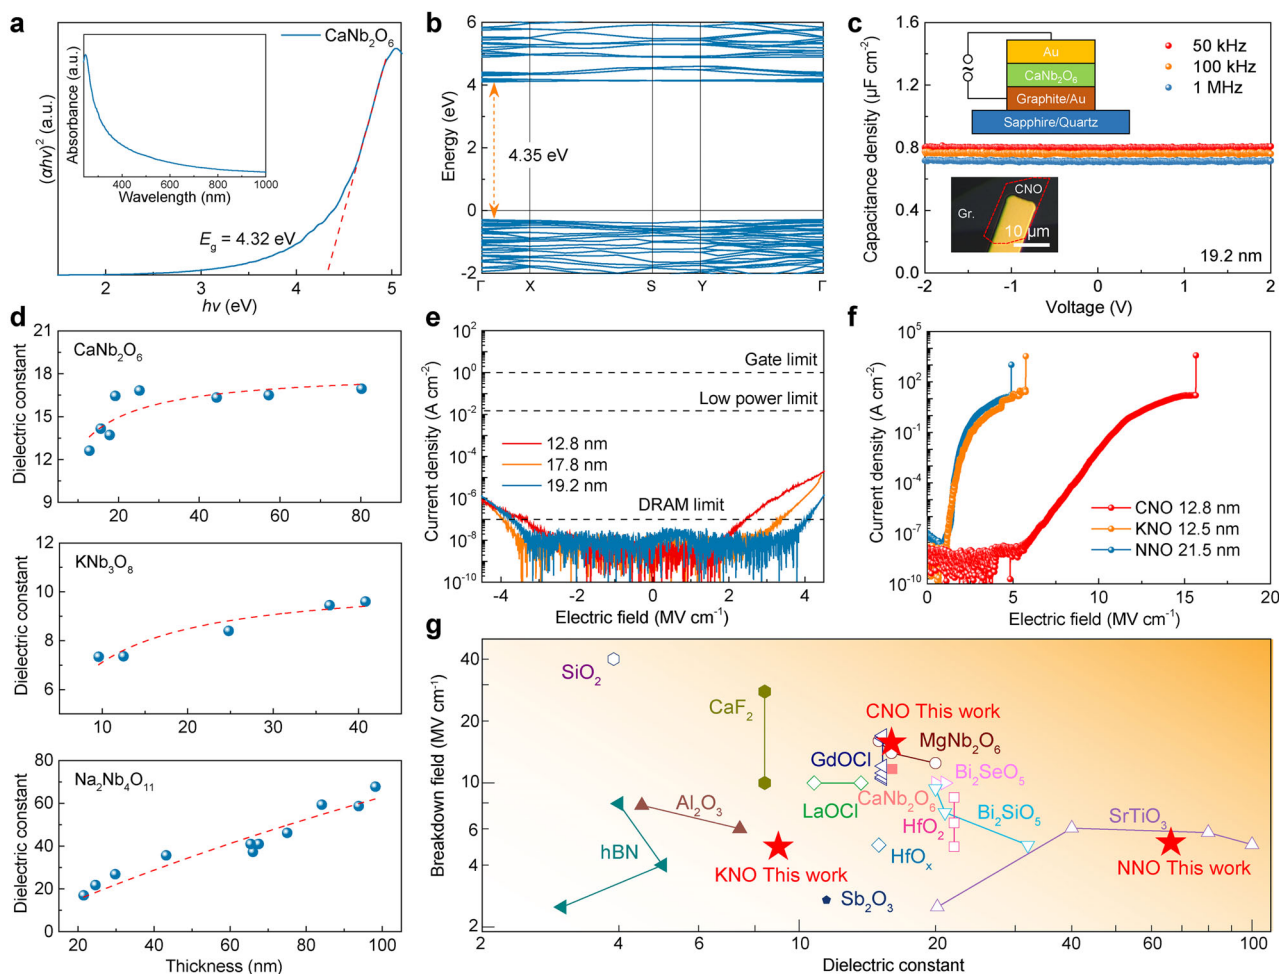 a
CaNb₂O₆
(αhν)² (a.u.)
Absorbance (a.u.)
400 600 800 1000
Wavelength (nm)
E_g = 4.32 eV
2 3 4 5
hν (eV)
b
Energy (eV)
6
4
2
0
-2
4.35 eV
Γ X S Y Γ
c
Capacitance density (μF cm⁻²)
1.6
1.2
0.8
0.4
0.0
50 kHz
100 kHz
1 MHz
Au
CaNb₂O₆
Graphite/Au
Sapphire/Quartz
~
CNO
Gr.
10 μm
19.2 nm
-2 -1 0 1 2
Voltage (V)
d
Dielectric constant
21
18
15
12
9
CaNb₂O₆
20 40 60 80
Dielectric constant
12
10
8
6
KNb₃O₈
10 20 30 40
Dielectric constant
80
60
40
20
0
Na₂Nb₄O₁₁
20 40 60 80 100
Thickness (nm)
e
Current density (A cm⁻²)
10⁴
10²
10⁰
10⁻²
10⁻⁴
10⁻⁶
10⁻⁸
10⁻¹⁰
Gate limit
Low power limit
12.8 nm
17.8 nm
19.2 nm
DRAM limit
-4 -2 0 2 4
Electric field (MV cm⁻¹)
f
Current density (A cm⁻²)
10⁵
10²
10⁻¹
10⁻⁴
10⁻⁷
10⁻¹⁰
CNO 12.8 nm
KNO 12.5 nm
NNO 21.5 nm
0 5 10 15 20
Electric field (MV cm⁻¹)
g
Breakdown field (MV cm⁻¹)
40
20
10
8
6
4
2
SiO₂
CaF₂
CNO This work
MgNb₂O₆
GdOCl
Bi₂SeO₅
Al₂O₃
LaOCl
CaNb₂O₆
Bi₂SiO₅
HfO₂
SrTiO₃
hBN
KNO This work
HfOₓ
NNO This work
Sb₂O₃
2 4 10 20 40 100
Dielectric constant